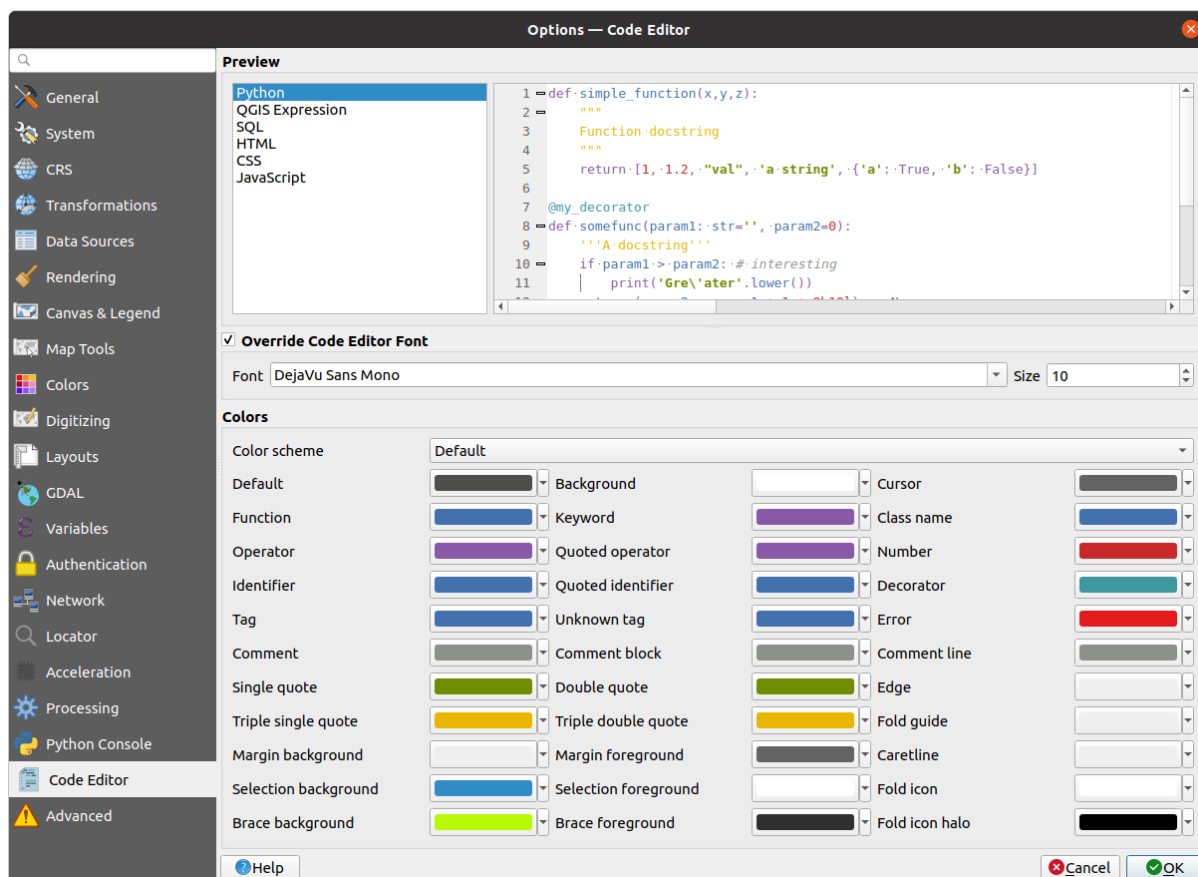 Options — Code Editor
General
System
CRS
Transformations
Data Sources
Rendering
Canvas & Legend
Map Tools
Colors
Digitizing
Layouts
GDAL
Variables
Authentication
Network
Locator
Acceleration
Processing
Python Console
Code Editor
Advanced
Preview
Python
QGIS Expression
SQL
HTML
CSS
JavaScript
1 def·simple_function(x,y,z):
2 """
3 Function·docstring
4 """
5 return·[1,·1.2,·"val",·'a·string',·{'a':·True,·'b':·False}]
6
7 @my_decorator
8 def·somefunc(param1:·str='',·param2=0):
9 '''A·docstring'''
10 if·param1·>·param2:·#·interesting
11 print('Gre\'ater'.lower())
Override Code Editor Font
Font DejaVu Sans Mono Size 10
Colors
Color scheme Default
Default Background Cursor
Function Keyword Class name
Operator Quoted operator Number
Identifier Quoted identifier Decorator
Tag Unknown tag Error
Comment Comment block Comment line
Single quote Double quote Edge
Triple single quote Triple double quote Fold guide
Margin background Margin foreground Caretline
Selection background Selection foreground Fold icon
Brace background Brace foreground Fold icon halo
Help Cancel OK